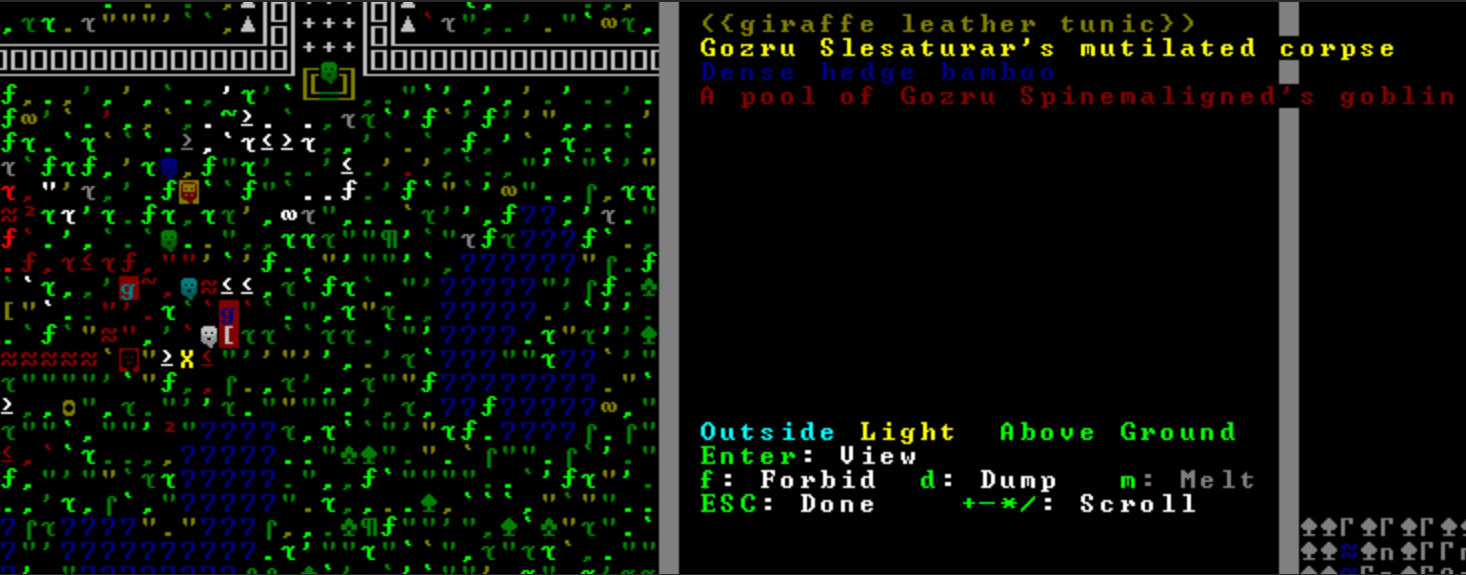 ({giraffe leather tunic})
Gozru Slesaturar's mutilated corpse
Dense hedge bamboo
A pool of Gozru Spinemaligned's goblin
Outside Light Above Ground
Enter: View
f: Forbid d: Dump m: Melt
ESC: Done +-*/: Scroll